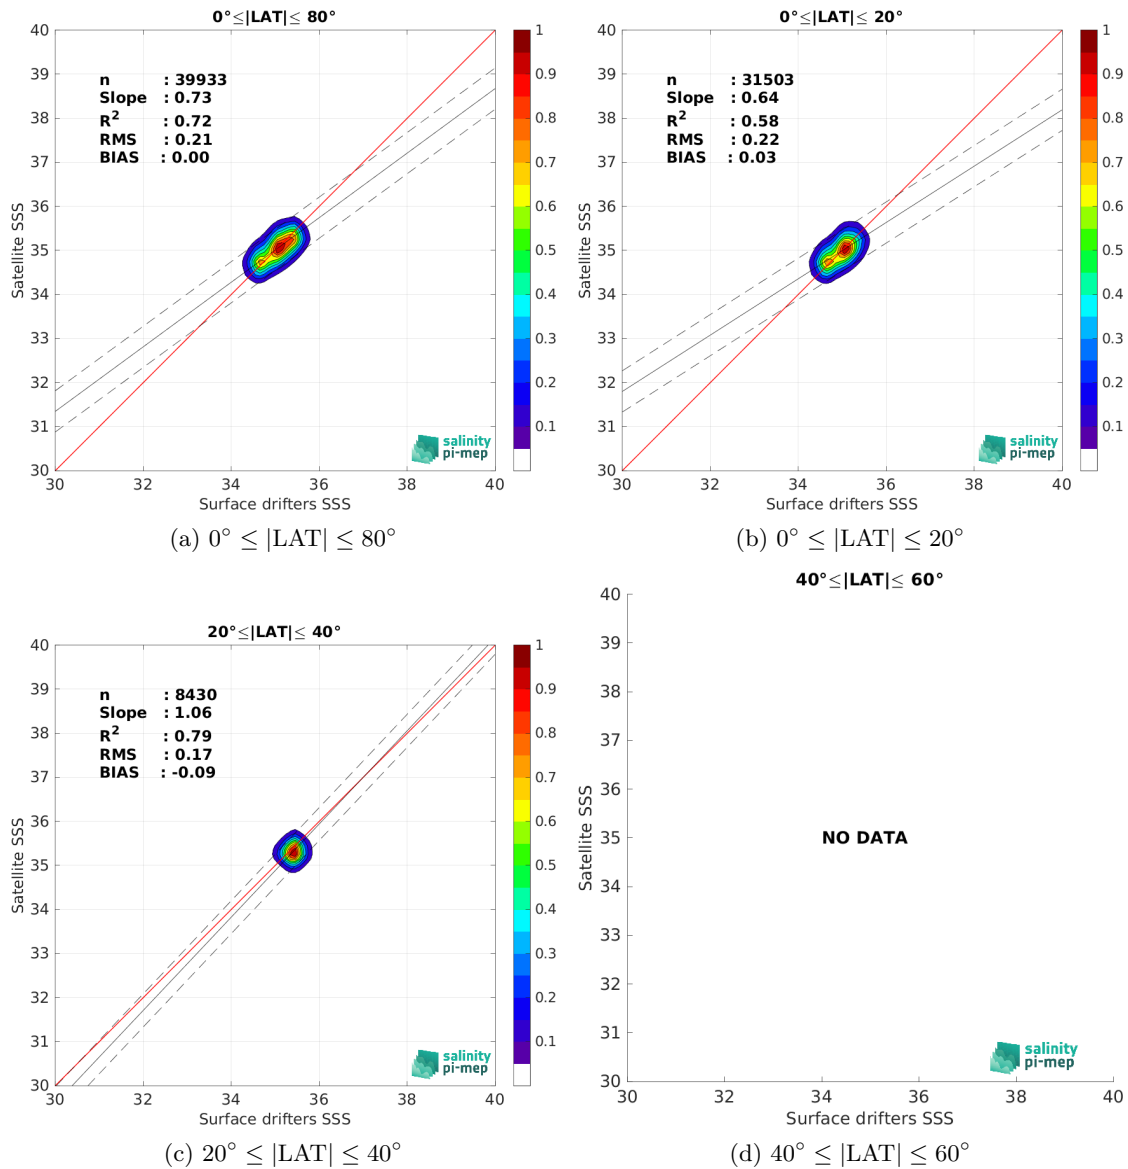 0°≤|LAT|≤ 80°
40
39
38
37
36
35
34
33
32
31
30
Satellite SSS
n : 39933
Slope : 0.73
R2 : 0.72
RMS : 0.21
BIAS : 0.00
salinity
pi-mep
30 32 34 36 38 40
Surface drifters SSS
1
0.9
0.8
0.7
0.6
0.5
0.4
0.3
0.2
0.1
(a) 0° ≤ |LAT| ≤ 80°
0°≤|LAT|≤ 20°
40
39
38
37
36
35
34
33
32
31
30
Satellite SSS
n : 31503
Slope : 0.64
R2 : 0.58
RMS : 0.22
BIAS : 0.03
salinity
pi-mep
30 32 34 36 38 40
Surface drifters SSS
1
0.9
0.8
0.7
0.6
0.5
0.4
0.3
0.2
0.1
(b) 0° ≤ |LAT| ≤ 20°
20°≤|LAT|≤ 40°
40
39
38
37
36
35
34
33
32
31
30
Satellite SSS
n : 8430
Slope : 1.06
R2 : 0.79
RMS : 0.17
BIAS : -0.09
salinity
pi-mep
30 32 34 36 38 40
Surface drifters SSS
1
0.9
0.8
0.7
0.6
0.5
0.4
0.3
0.2
0.1
(c) 20° ≤ |LAT| ≤ 40°
40°≤|LAT|≤ 60°
40
39
38
37
36
35
34
33
32
31
30
Satellite SSS
NO DATA
salinity
pi-mep
30 32 34 36 38 40
Surface drifters SSS
(d) 40° ≤ |LAT| ≤ 60°